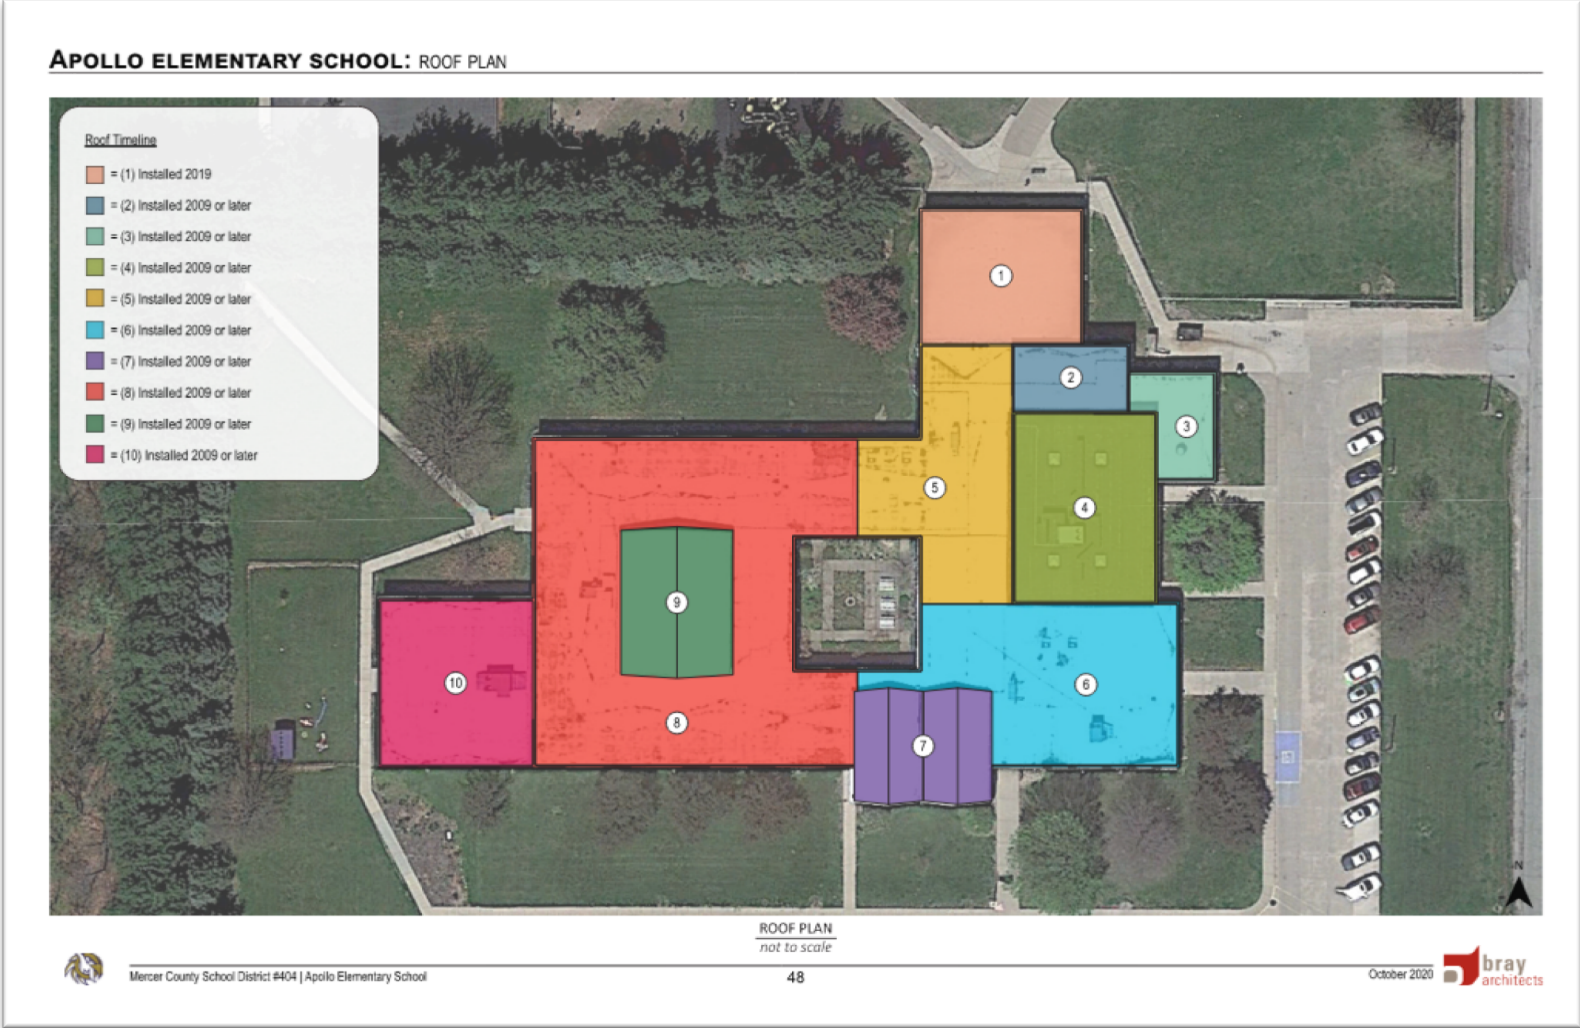 APOLLO ELEMENTARY SCHOOL: ROOF PLAN
Roof Timeline
= (1) Installed 2019
= (2) Installed 2009 or later
= (3) Installed 2009 or later
= (4) Installed 2009 or later
= (5) Installed 2009 or later
= (6) Installed 2009 or later
= (7) Installed 2009 or later
= (8) Installed 2009 or later
= (9) Installed 2009 or later
= (10) Installed 2009 or later
1
2
3
5
4
9
10
6
8
7
N
ROOF PLAN
not to scale
Mercer County School District #404 | Apollo Elementary School
48
October 2020
bray
architects